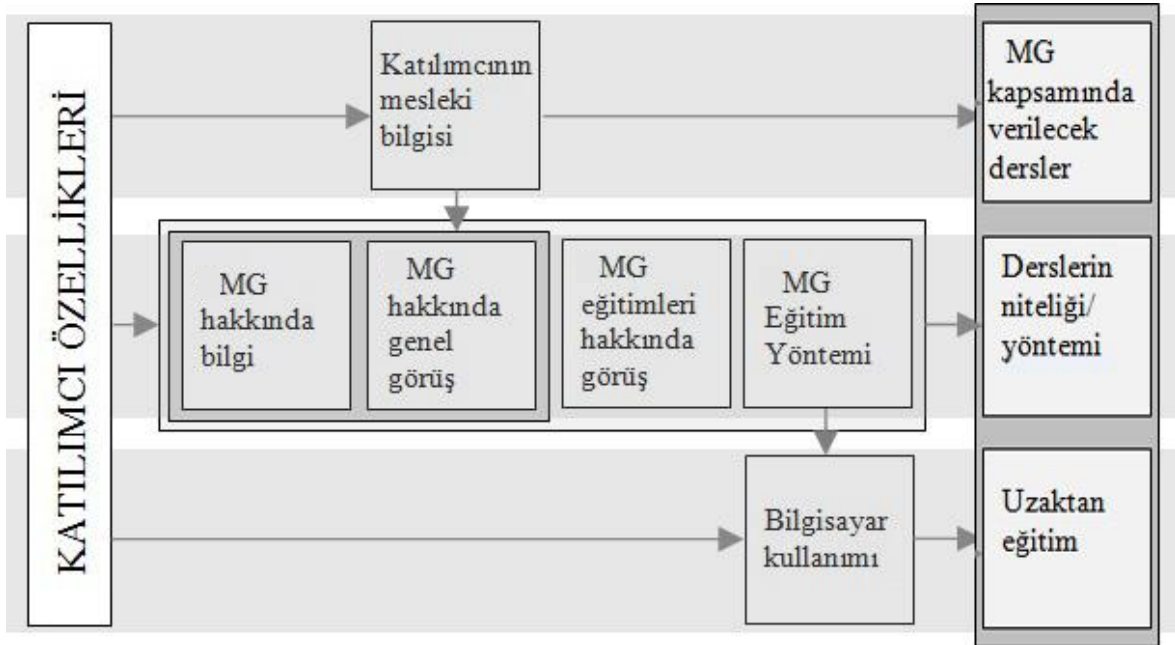 KATILIMCI ÖZELLİKLERİ
Katılımcının
mesleki
bilgisi
MG
kapsamında
verilecek
dersler
MG
hakkında
bilgi
MG
hakkında
genel
görüş
MG
eğitimleri
hakkında
görüş
MG
Eğitim
Yöntemi
Derslerin
niteliği/
yöntemi
Bilgisayar
kullanımı
Uzaktan
eğitim